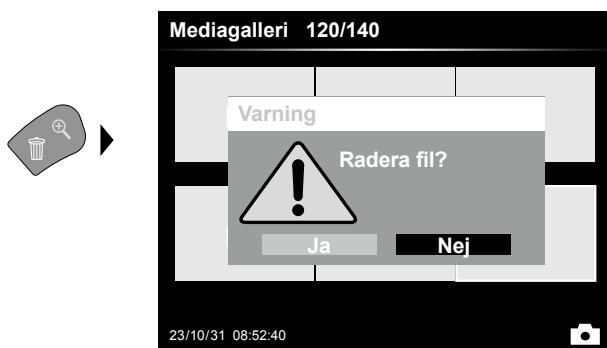 Mediagalleri 120/140
Varning
Radera fil?
Ja Nej
23/10/31 08:52:40